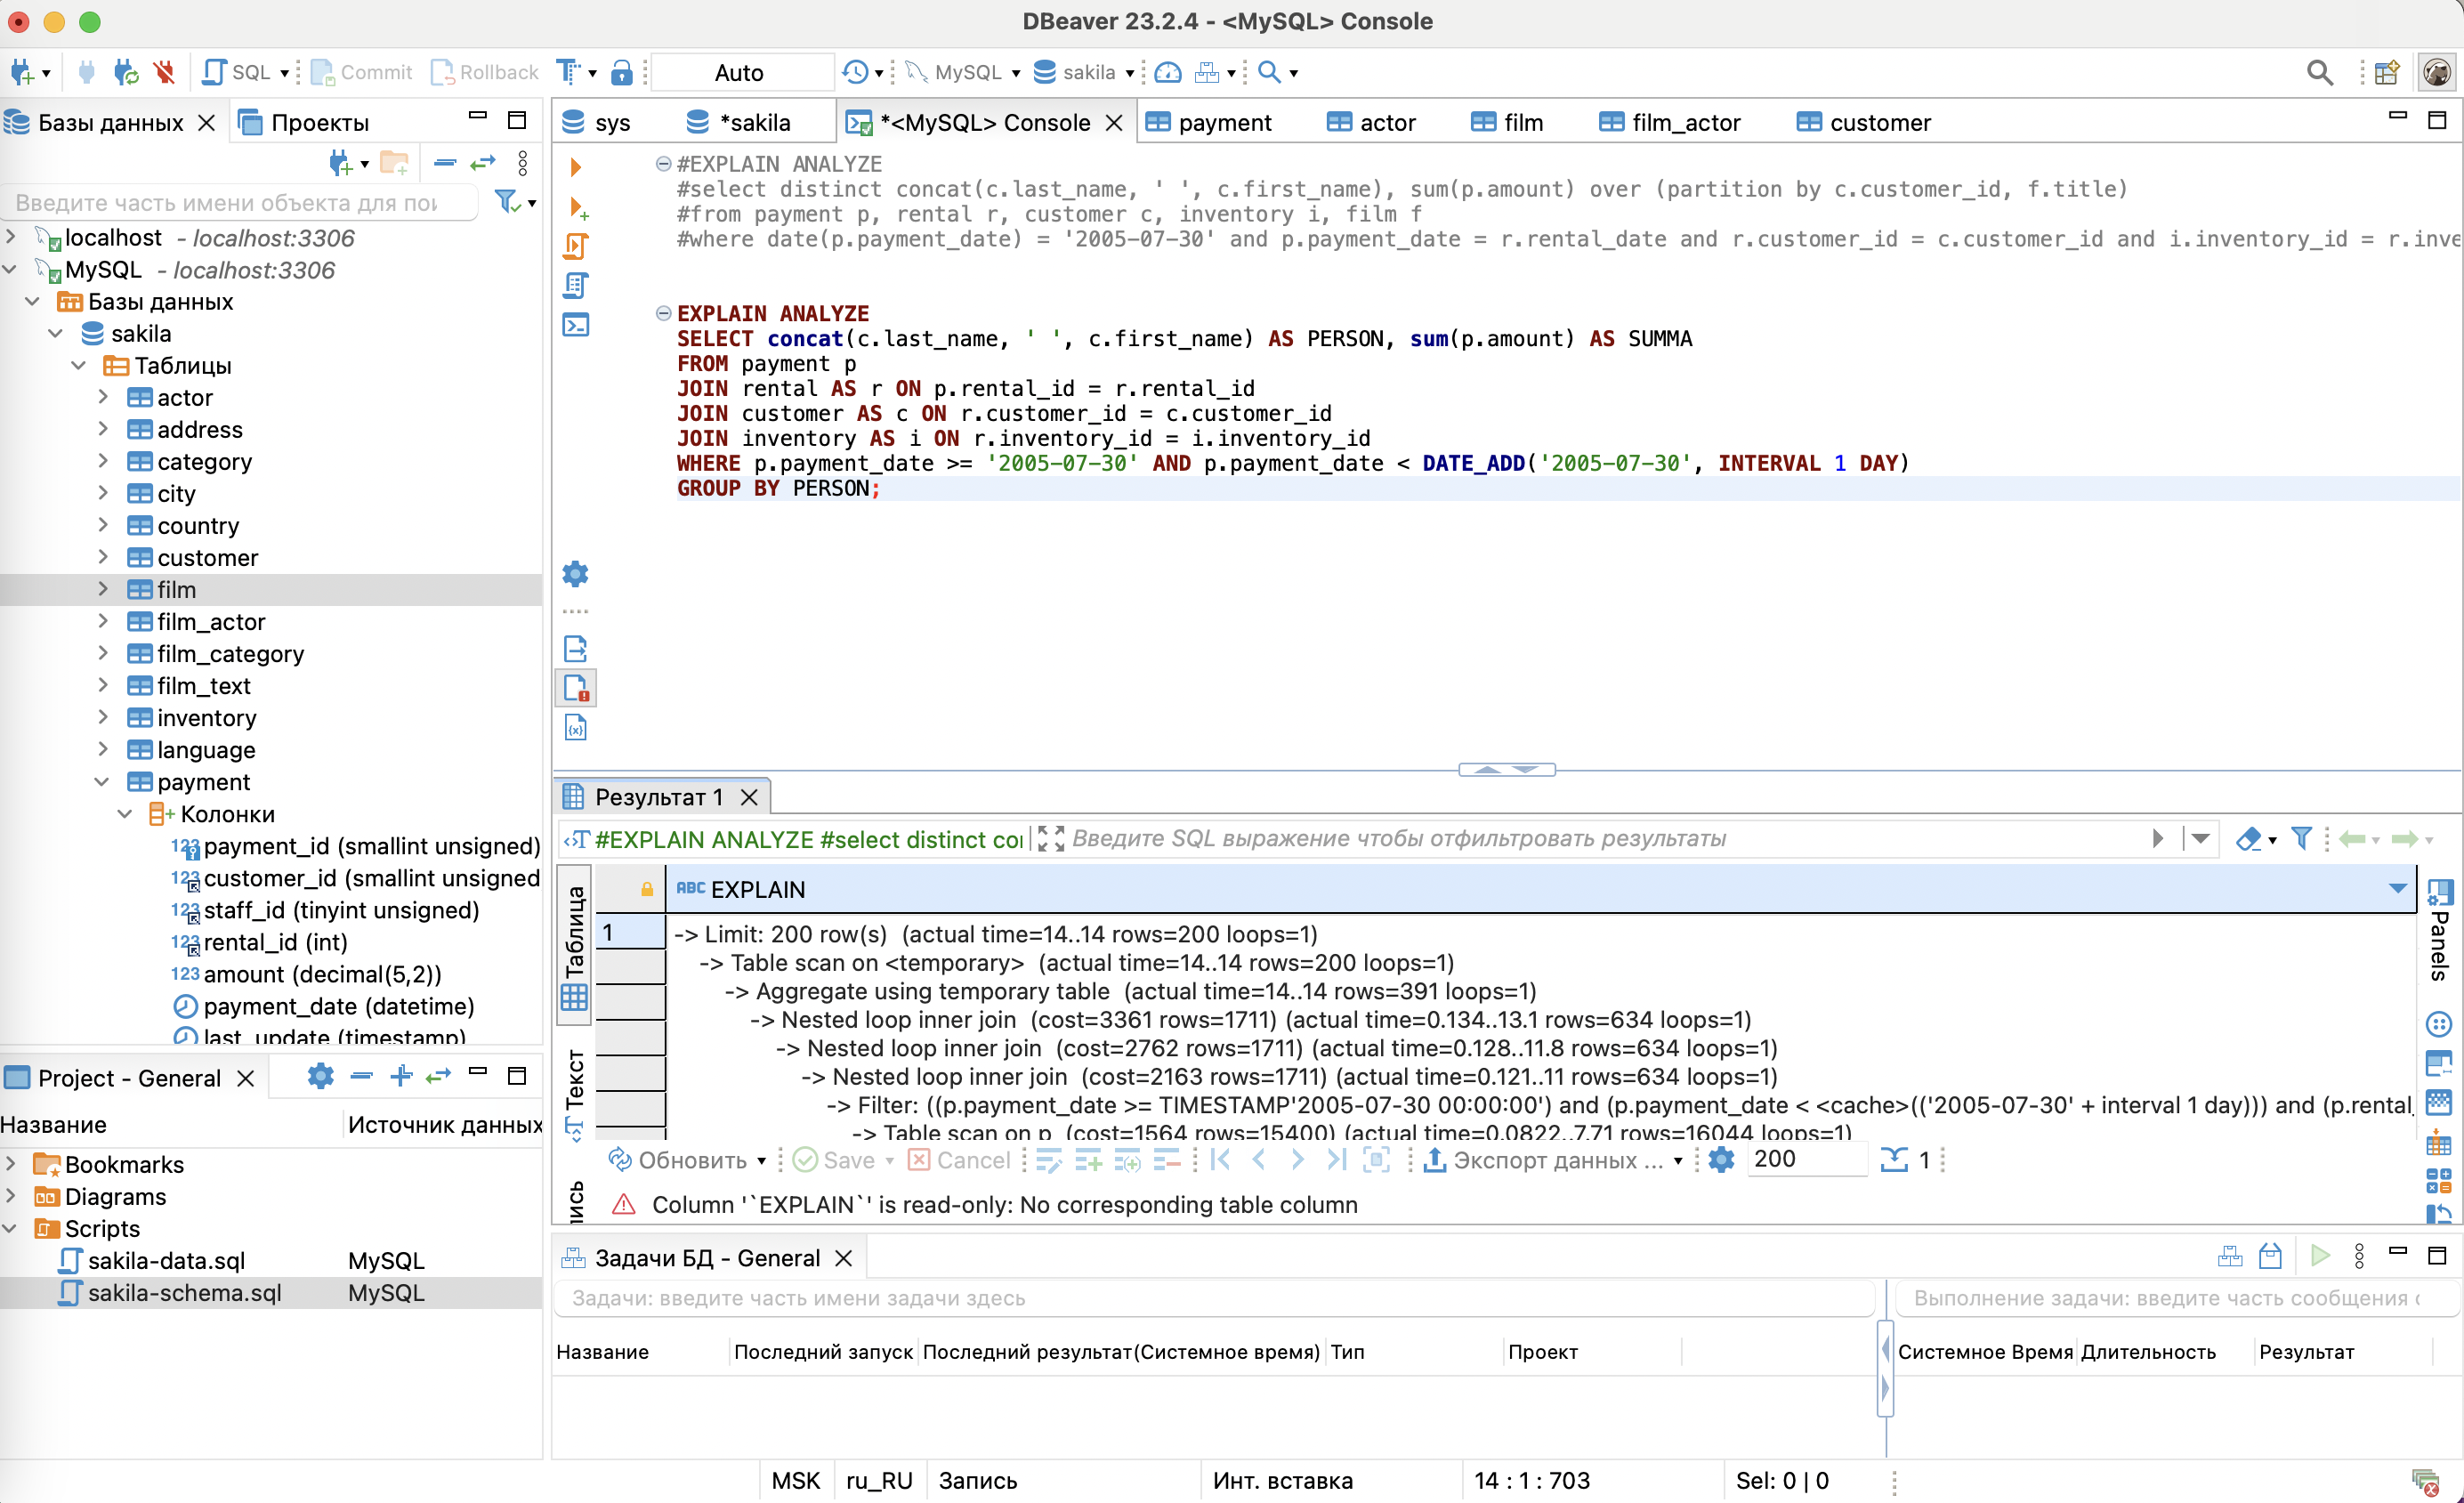 DBeaver 23.2.4 - <MySQL> Console
SQL Commit Rollback Auto MySQL sakila
Базы данных Проекты
sys *sakila *<MySQL> Console payment actor film film_actor customer
Введите часть имени объекта для пои
localhost - localhost:3306
MySQL - localhost:3306
Базы данных
sakila
Таблицы
actor
address
category
city
country
customer
film
film_actor
film_category
film_text
inventory
language
payment
Колонки
payment_id (smallint unsigned)
customer_id (smallint unsigned
staff_id (tinyint unsigned)
rental_id (int)
amount (decimal(5,2))
payment_date (datetime)
last_update (timestamp)
#EXPLAIN ANALYZE
#select distinct concat(c.last_name, ' ', c.first_name), sum(p.amount) over (partition by c.customer_id, f.title)
#from payment p, rental r, customer c, inventory i, film f
#where date(p.payment_date) = '2005-07-30' and p.payment_date = r.rental_date and r.customer_id = c.customer_id and i.inventory_id = r.inve
EXPLAIN ANALYZE
SELECT concat(c.last_name, ' ', c.first_name) AS PERSON, sum(p.amount) AS SUMMA
FROM payment p
JOIN rental AS r ON p.rental_id = r.rental_id
JOIN customer AS c ON r.customer_id = c.customer_id
JOIN inventory AS i ON r.inventory_id = i.inventory_id
WHERE p.payment_date >= '2005-07-30' AND p.payment_date < DATE_ADD('2005-07-30', INTERVAL 1 DAY)
GROUP BY PERSON;
Результат 1
#EXPLAIN ANALYZE #select distinct co Введите SQL выражение чтобы отфильтровать результаты
Таблица
Текст
ABC EXPLAIN
Panels
1
-> Limit: 200 row(s) (actual time=14..14 rows=200 loops=1)
-> Table scan on <temporary> (actual time=14..14 rows=200 loops=1)
-> Aggregate using temporary table (actual time=14..14 rows=391 loops=1)
-> Nested loop inner join (cost=3361 rows=1711) (actual time=0.134..13.1 rows=634 loops=1)
-> Nested loop inner join (cost=2762 rows=1711) (actual time=0.128..11.8 rows=634 loops=1)
-> Nested loop inner join (cost=2163 rows=1711) (actual time=0.121..11 rows=634 loops=1)
-> Filter: ((p.payment_date >= TIMESTAMP'2005-07-30 00:00:00') and (p.payment_date < <cache>(('2005-07-30' + interval 1 day))) and (p.rental_
-> Table scan on p (cost=1564 rows=15400) (actual time=0.0822..7.71 rows=16044 loops=1)
Обновить Save Cancel Экспорт данных ... 200 1
Column '`EXPLAIN`' is read-only: No corresponding table column
Project - General
Название Источник данных
Bookmarks
Diagrams
Scripts
sakila-data.sql MySQL
sakila-schema.sql MySQL
Задачи БД - General
Задачи: введите часть имени задачи здесь
Выполнение задачи: введите часть сообщения
Название Последний запуск Последний результат(Системное время) Тип Проект
Системное Время Длительность Результат
MSK ru_RU Запись Инт. вставка 14 : 1 : 703 Sel: 0 | 0